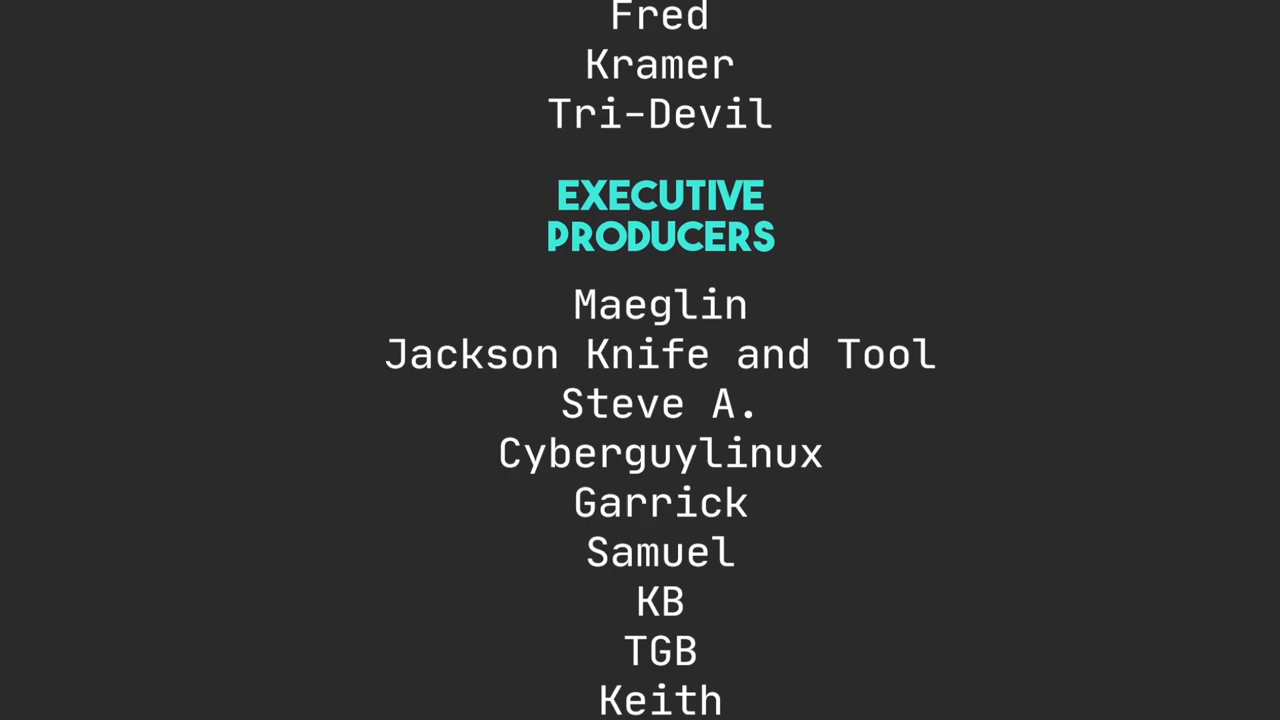 Fred
Kramer
Tri-Devil
EXECUTIVE
PRODUCERS
Maeglin
Jackson Knife and Tool
Steve A.
Cyberguylinux
Garrick
Samuel
KB
TGB
Keith